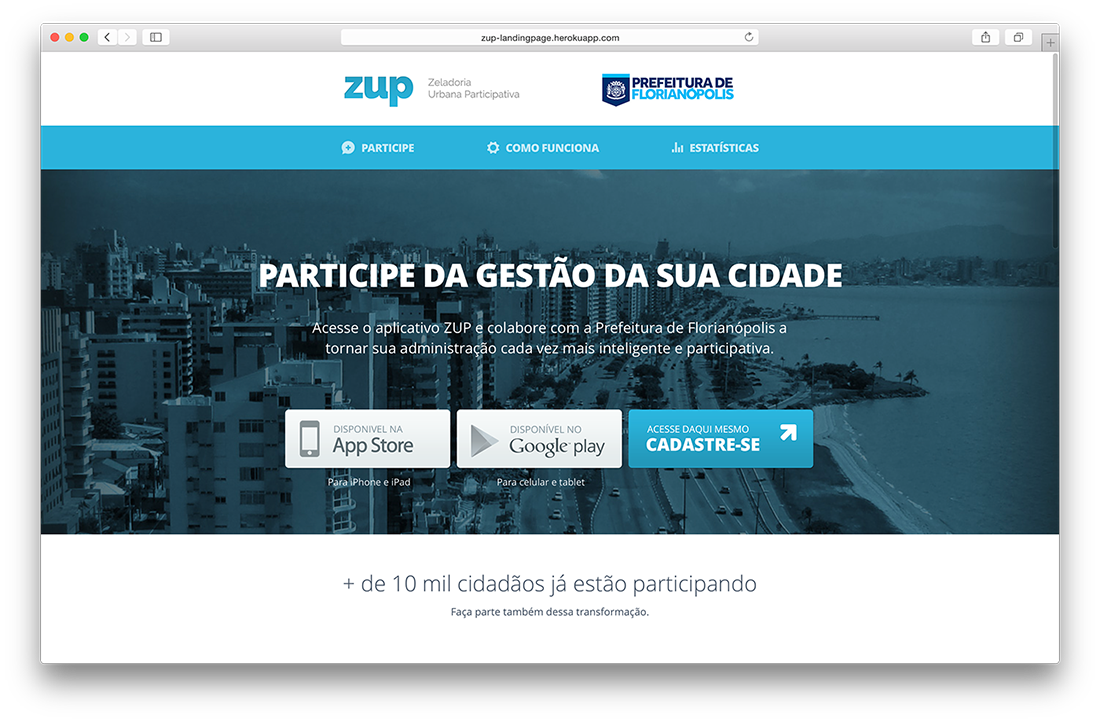 zup-landingpage.herokuapp.com
zup
Zeladoria
Urbana Participativa
PREFEITURA DE
FLORIANÓPOLIS
PARTICIPE
COMO FUNCIONA
ESTATÍSTICAS
PARTICIPE DA GESTÃO DA SUA CIDADE
Acesse o aplicativo ZUP e colabore com a Prefeitura de Florianópolis a
tornar sua administração cada vez mais inteligente e participativa.
DISPONIVEL NA
App Store
Para iPhone e iPad
DISPONÍVEL NO
Google play
Para celular e tablet
ACESSE DAQUI MESMO
CADASTRE-SE
+ de 10 mil cidadãos já estão participando
Faça parte também dessa transformação.